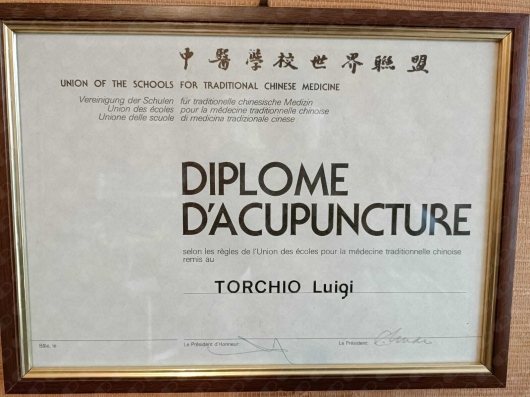 中醫學校世界聯盟
UNION OF THE SCHOOLS FOR TRADITIONAL CHINESE MEDICINE
Vereinigung der Schulen für traditionelle chinesische Medizin
Union des écoles pour la médecine traditionnelle chinoise
Unione delle scuole di medicina tradizionale cinese
DIPLOME
D'ACUPUNCTURE
selon les règles de l'Union des écoles pour la médecine traditionnelle chinoise
remis au
TORCHIO Luigi
Le Président d'Honneur:
Le Président: